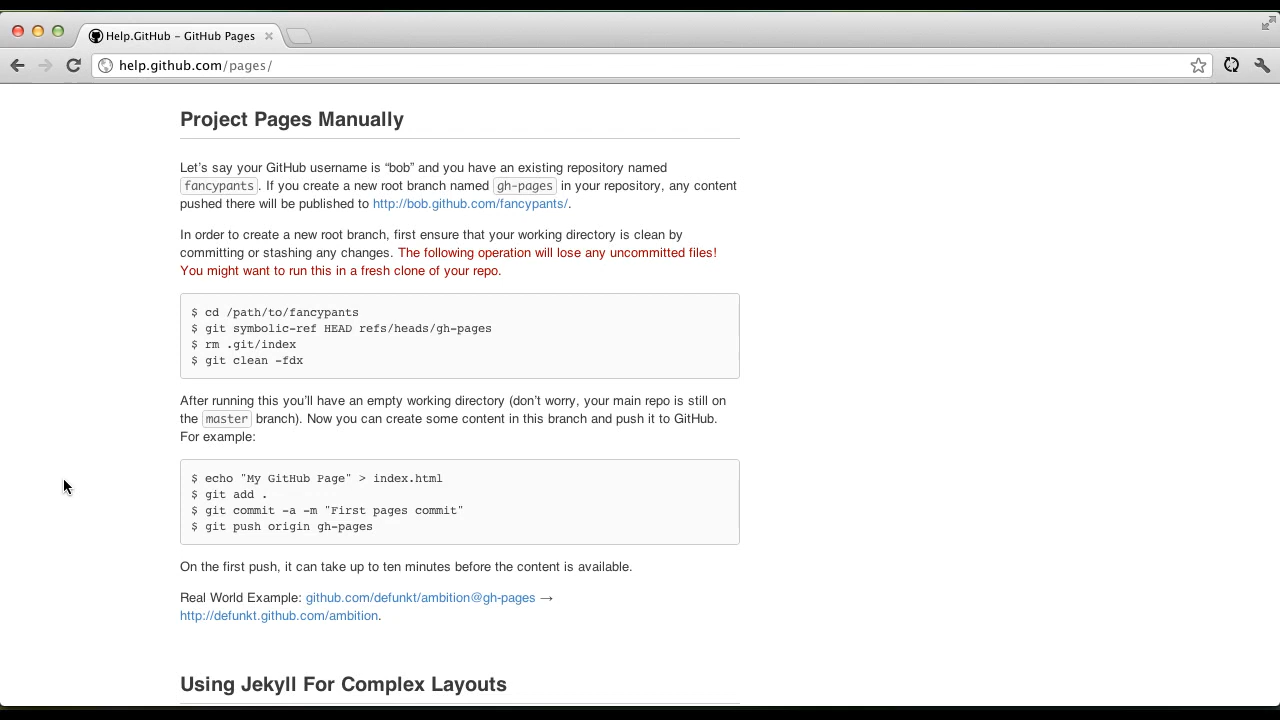 Help.GitHub – GitHub Pages
help.github.com/pages/
Project Pages Manually
Let’s say your GitHub username is “bob” and you have an existing repository named
fancypants. If you create a new root branch named gh-pages in your repository, any content
pushed there will be published to http://bob.github.com/fancypants/.
In order to create a new root branch, first ensure that your working directory is clean by
committing or stashing any changes. The following operation will lose any uncommitted files!
You might want to run this in a fresh clone of your repo.
$ cd /path/to/fancypants
$ git symbolic-ref HEAD refs/heads/gh-pages
$ rm .git/index
$ git clean -fdx
After running this you’ll have an empty working directory (don’t worry, your main repo is still on
the master branch). Now you can create some content in this branch and push it to GitHub.
For example:
$ echo "My GitHub Page" > index.html
$ git add .
$ git commit -a -m "First pages commit"
$ git push origin gh-pages
On the first push, it can take up to ten minutes before the content is available.
Real World Example: github.com/defunkt/ambition@gh-pages →
http://defunkt.github.com/ambition.
Using Jekyll For Complex Layouts